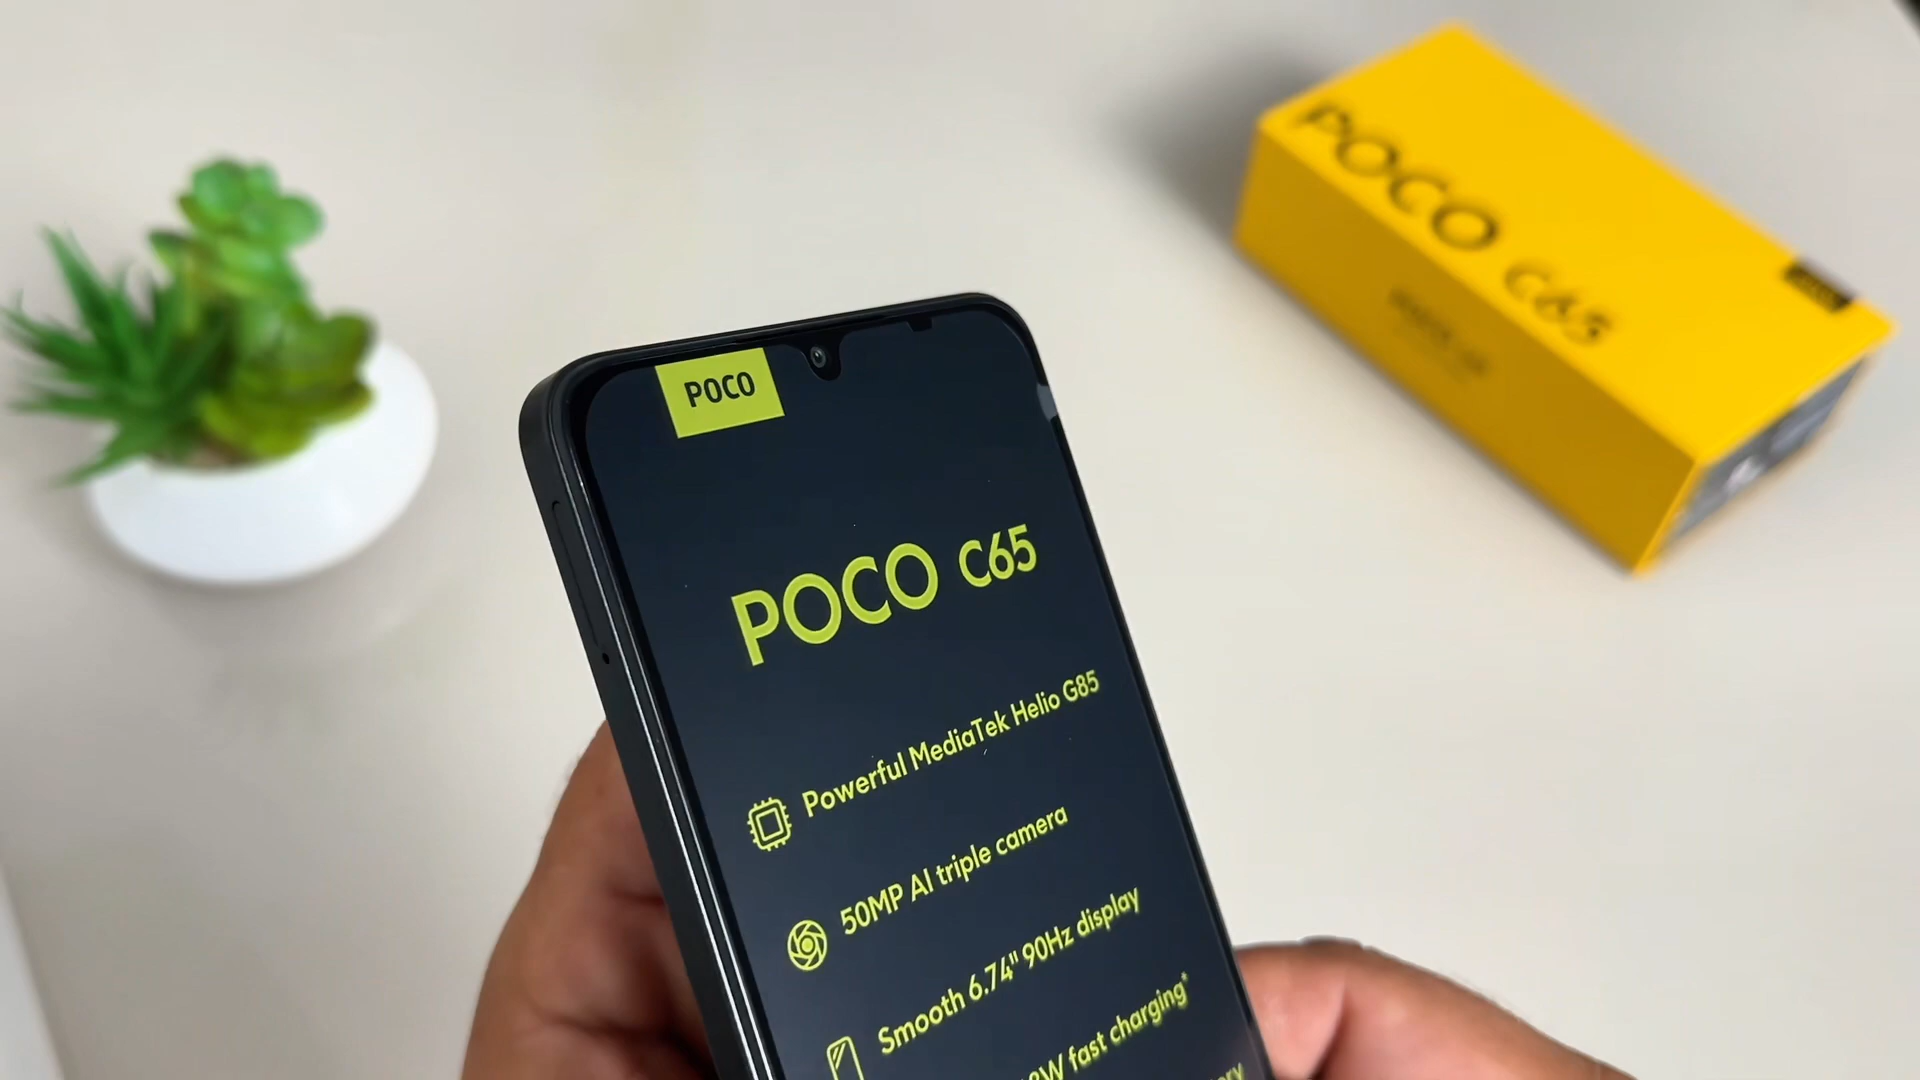 POCO
POCO C65
Powerful MediaTek Helio G85
50MP AI triple camera
Smooth 6.74" 90Hz display
fast charging*
POCO C65